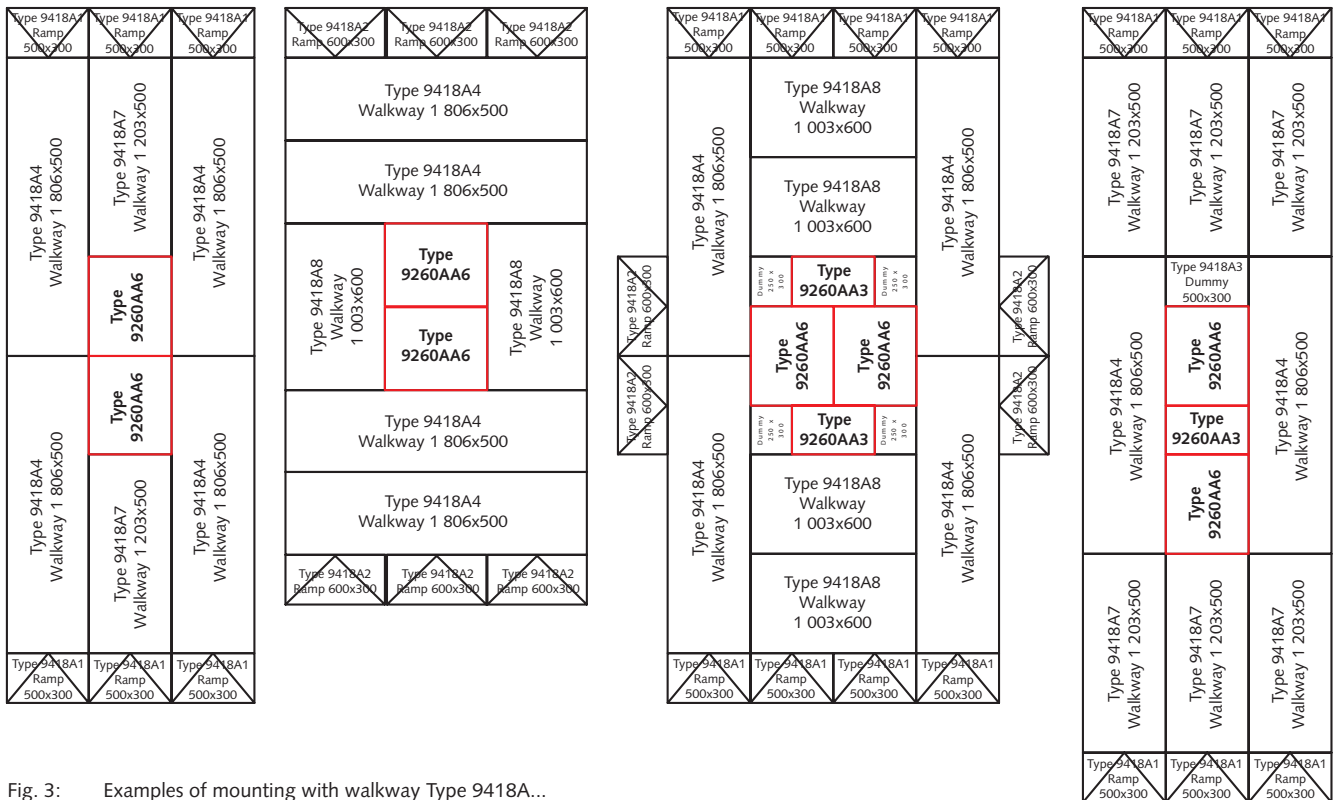 Type 9418A1
Ramp
500x300
Type 9418A1
Ramp
500x300
Type 9418A1
Ramp
500x300
Type 9418A4
Walkway 1 806x500
Type 9418A7
Walkway 1 203x500
Type 9418A4
Walkway 1 806x500
Type
9260AA6
Type
9260AA6
Type 9418A4
Walkway 1 806x500
Type 9418A7
Walkway 1 203x500
Type 9418A4
Walkway 1 806x500
Type 9418A1
Ramp
500x300
Type 9418A1
Ramp
500x300
Type 9418A1
Ramp
500x300
Type 9418A2
Ramp 600x300
Type 9418A2
Ramp 600x300
Type 9418A2
Ramp 600x300
Type 9418A4
Walkway 1 806x500
Type 9418A4
Walkway 1 806x500
Type 9418A8
Walkway
1 003x600
Type
9260AA6
Type
9260AA6
Type 9418A8
Walkway
1 003x600
Type 9418A4
Walkway 1 806x500
Type 9418A4
Walkway 1 806x500
Type 9418A2
Ramp 600x300
Type 9418A2
Ramp 600x300
Type 9418A2
Ramp 600x300
Type 9418A1
Ramp
500x300
Type 9418A1
Ramp
500x300
Type 9418A1
Ramp
500x300
Type 9418A1
Ramp
500x300
Type 9418A4
Walkway 1 806x500
Type 9418A8
Walkway
1 003x600
Type 9418A8
Walkway
1 003x600
Type 9418A4
Walkway 1 806x500
Type 9418A2
Ramp 600x300
Dummy
250 x
300
Type
9260AA3
Dummy
250 x
300
Type 9418A2
Ramp 600x300
Type
9260AA6
Type
9260AA6
Type 9418A2
Ramp 600x300
Dummy
250 x
300
Type
9260AA3
Dummy
250 x
300
Type 9418A2
Ramp 600x300
Type 9418A4
Walkway 1 806x500
Type 9418A8
Walkway
1 003x600
Type 9418A8
Walkway
1 003x600
Type 9418A4
Walkway 1 806x500
Type 9418A1
Ramp
500x300
Type 9418A1
Ramp
500x300
Type 9418A1
Ramp
500x300
Type 9418A1
Ramp
500x300
Type 9418A1
Ramp
500x300
Type 9418A1
Ramp
500x300
Type 9418A1
Ramp
500x300
Type 9418A7
Walkway 1 203x500
Type 9418A7
Walkway 1 203x500
Type 9418A7
Walkway 1 203x500
Type 9418A4
Walkway 1 806x500
Type 9418A3
Dummy
500x300
Type
9260AA6
Type
9260AA3
Type
9260AA6
Type 9418A4
Walkway 1 806x500
Type 9418A7
Walkway 1 203x500
Type 9418A7
Walkway 1 203x500
Type 9418A7
Walkway 1 203x500
Type 9418A1
Ramp
500x300
Type 9418A1
Ramp
500x300
Type 9418A1
Ramp
500x300
Fig. 3: Examples of mounting with walkway Type 9418A...